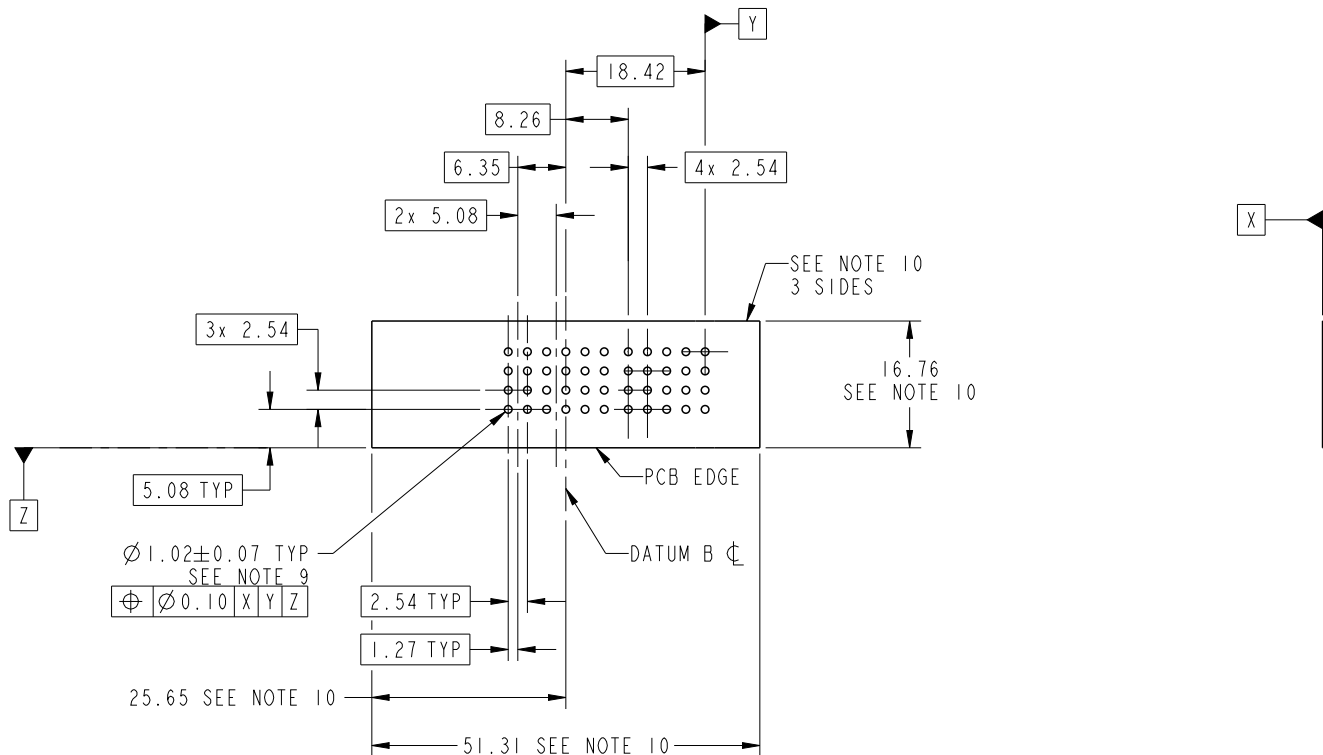 Y
18.42
8.26
6.35
4x 2.54
2x 5.08
X
SEE NOTE 10
3 SIDES
3x 2.54
16.76
SEE NOTE 10
PCB EDGE
5.08 TYP
Z
Ø1.02±0.07 TYP
SEE NOTE 9
⌖ Ø0.10 X Y Z
DATUM B ℄
2.54 TYP
1.27 TYP
25.65 SEE NOTE 10
51.31 SEE NOTE 10